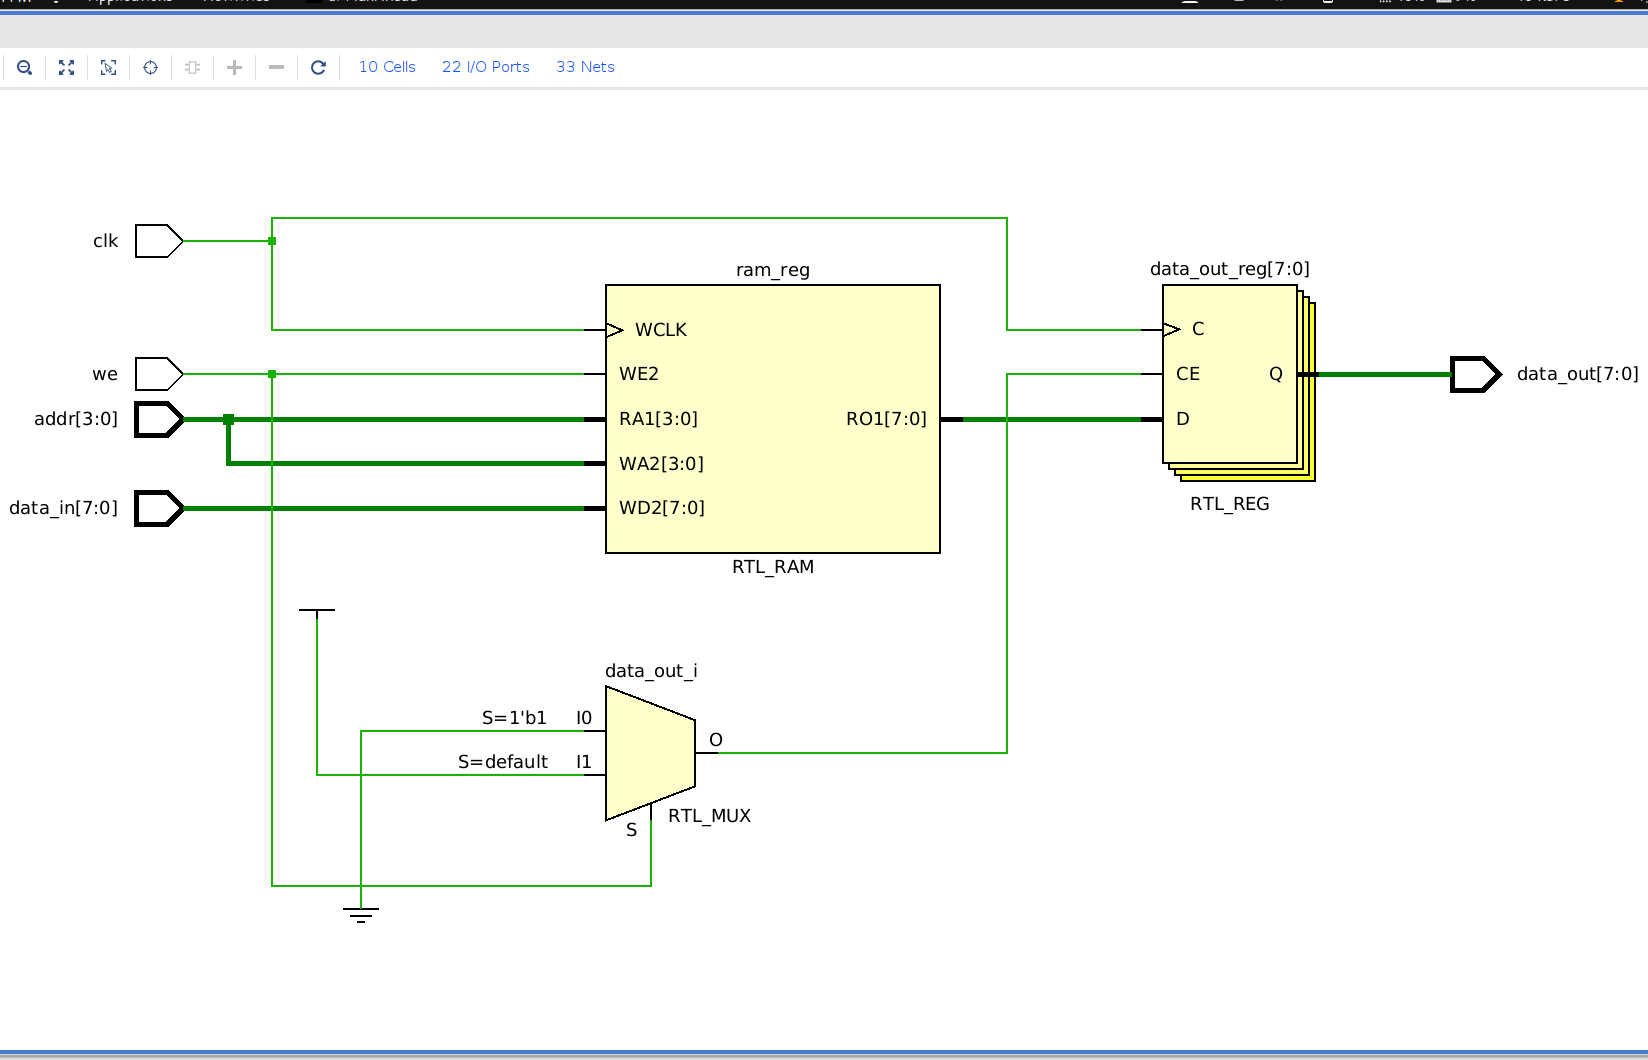 10 Cells 22 I/O Ports 33 Nets
clk
ram_reg
data_out_reg[7:0]
WCLK
C
we
WE2
CE
Q
data_out[7:0]
addr[3:0]
RA1[3:0]
RO1[7:0]
D
WA2[3:0]
data_in[7:0]
WD2[7:0]
RTL_REG
RTL_RAM
data_out_i
S=1'b1 I0
O
S=default I1
RTL_MUX
S